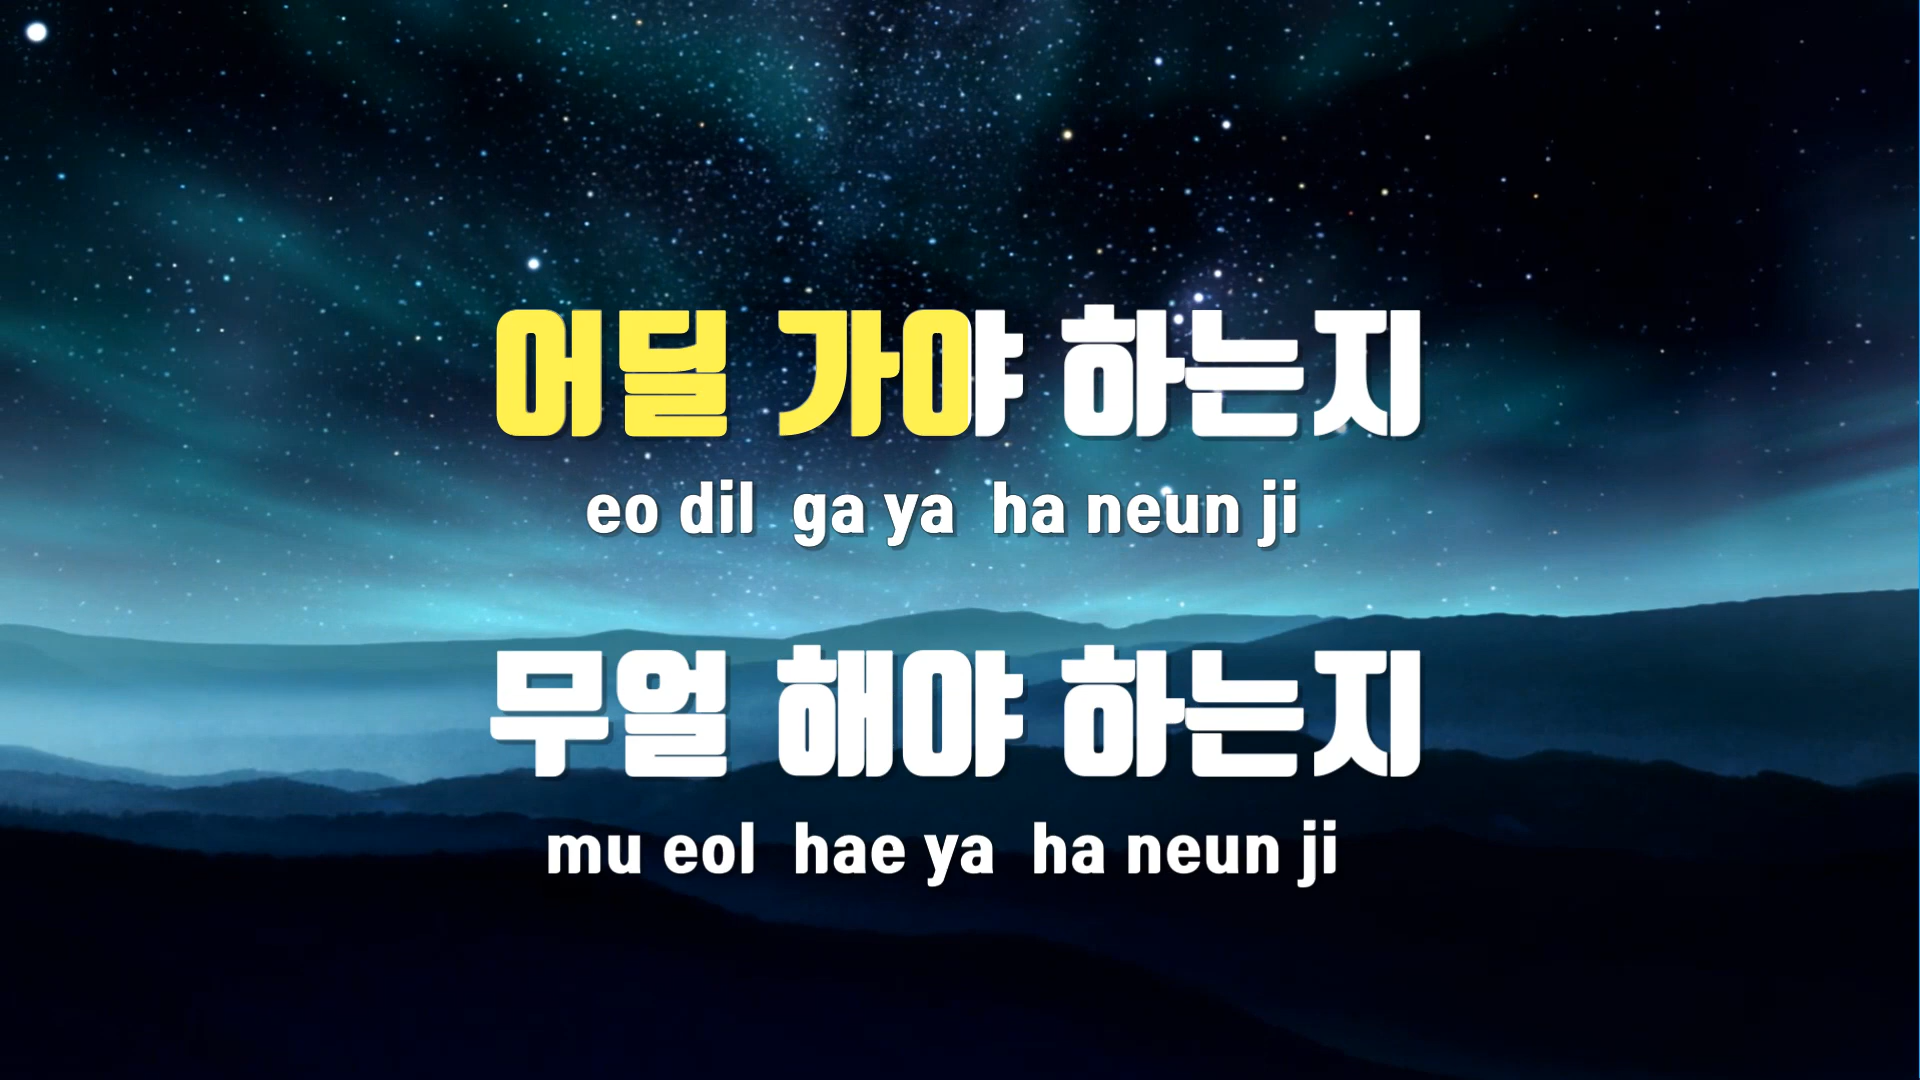 어딜 가야 하는지
eo dil ga ya ha neun ji
무얼 해야 하는지
mu eol hae ya ha neun ji